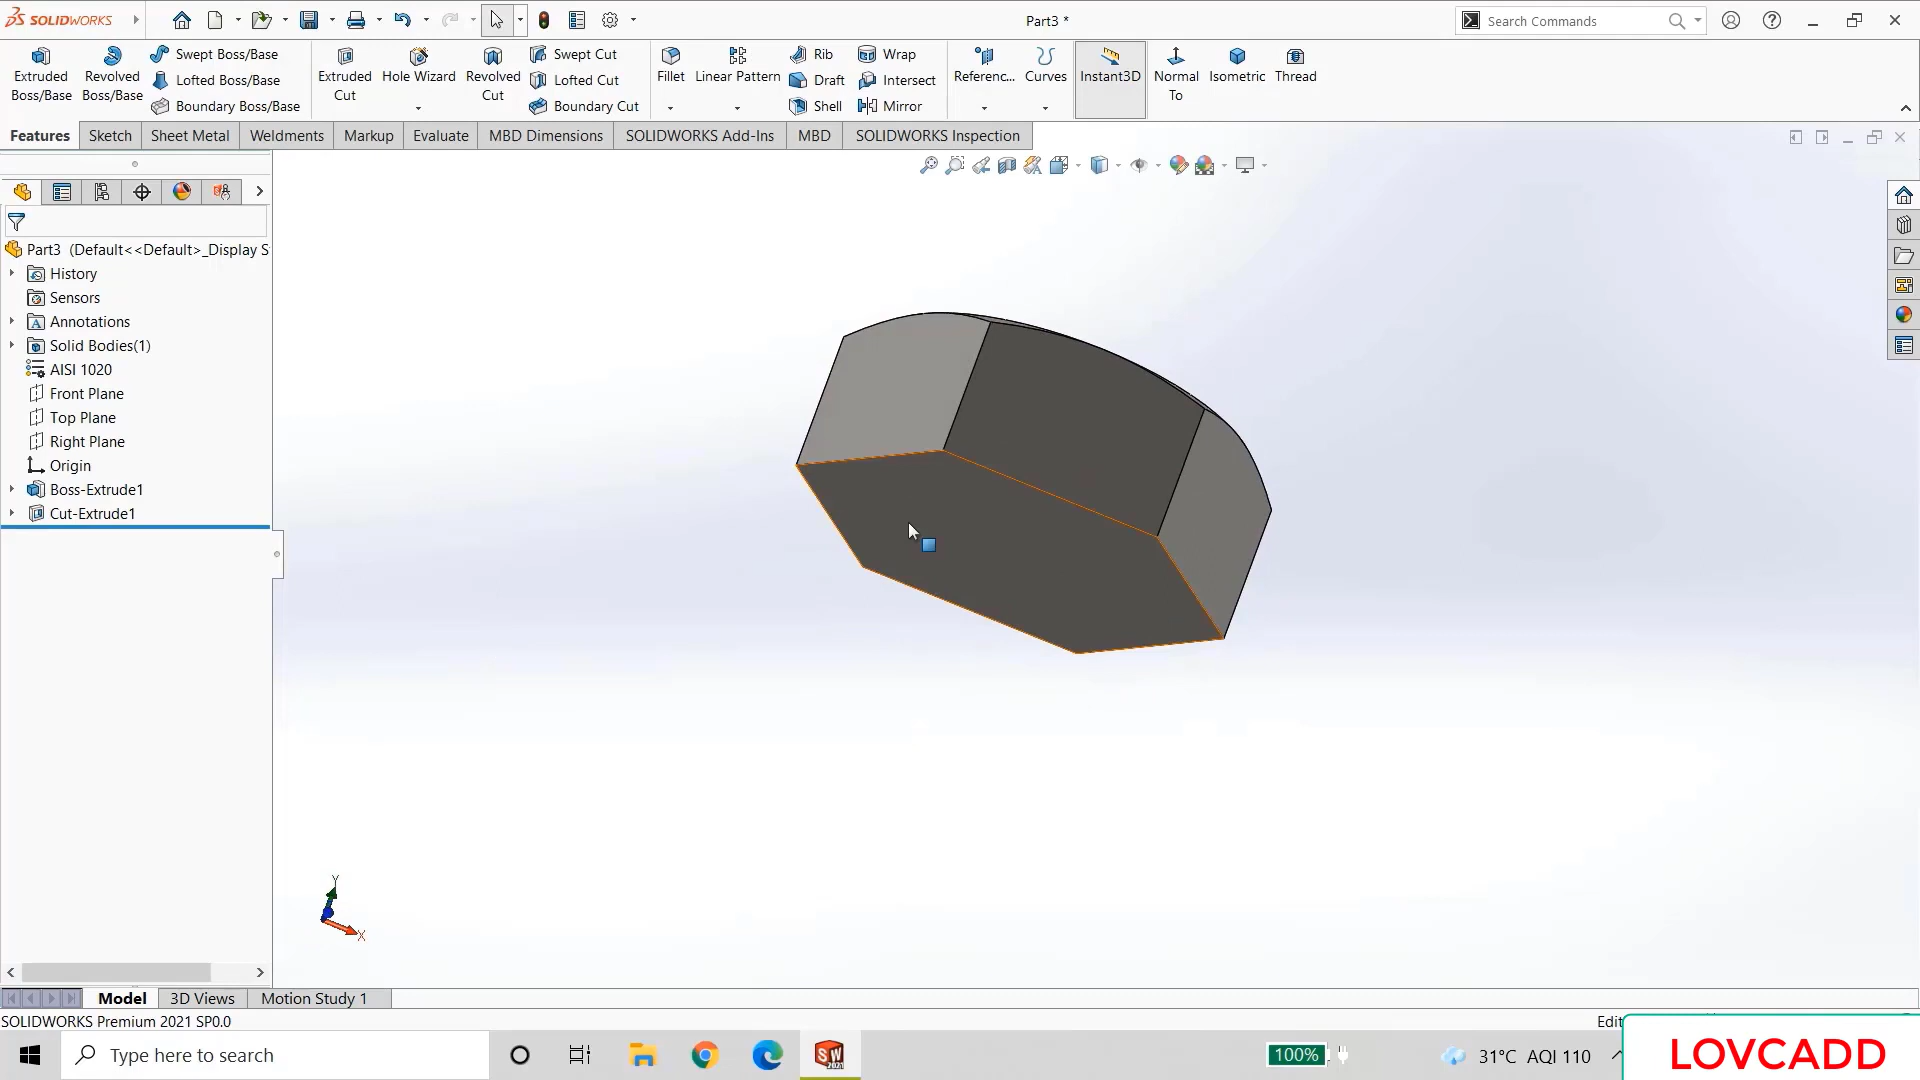 SOLIDWORKS
Part3 *
Search Commands
Extruded Boss/Base
Revolved Boss/Base
Swept Boss/Base
Lofted Boss/Base
Boundary Boss/Base
Extruded Cut
Hole Wizard
Revolved Cut
Swept Cut
Lofted Cut
Boundary Cut
Fillet
Linear Pattern
Rib
Draft
Shell
Wrap
Intersect
Mirror
Referenc...
Curves
Instant3D
Normal To
Isometric
Thread
Features
Sketch
Sheet Metal
Weldments
Markup
Evaluate
MBD Dimensions
SOLIDWORKS Add-Ins
MBD
SOLIDWORKS Inspection
Part3 (Default<<Default>_Display S
History
Sensors
Annotations
Solid Bodies(1)
AISI 1020
Front Plane
Top Plane
Right Plane
Origin
Boss-Extrude1
Cut-Extrude1
Y
X
Model
3D Views
Motion Study 1
SOLIDWORKS Premium 2021 SP0.0
Edit
Type here to search
100%
31°C AQI 110
LOVCADD